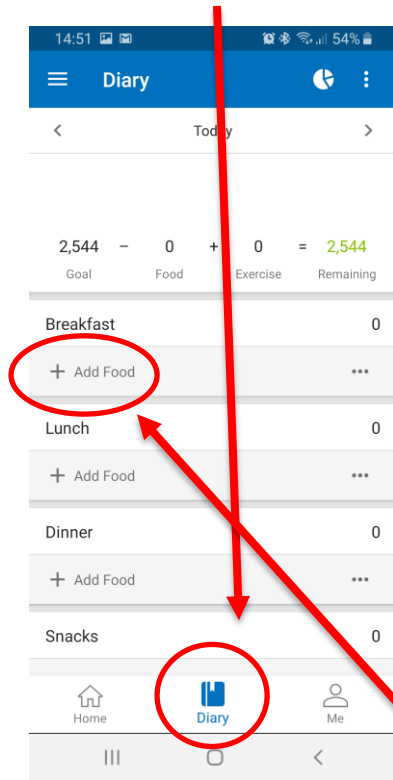 14:51 54%
Diary
< Today >
2,544 – 0 + 0 = 2,544
Goal Food Exercise Remaining
Breakfast 0
+ Add Food •••
Lunch 0
+ Add Food •••
Dinner 0
+ Add Food •••
Snacks 0
Home Diary Me